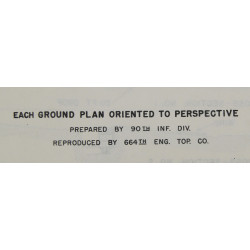 EACH GROUND PLAN ORIENTED TO PERSPECTIVE
PREPARED BY 90TH INF. DIV.
REPRODUCED BY 664TH ENG. TOP. CO.